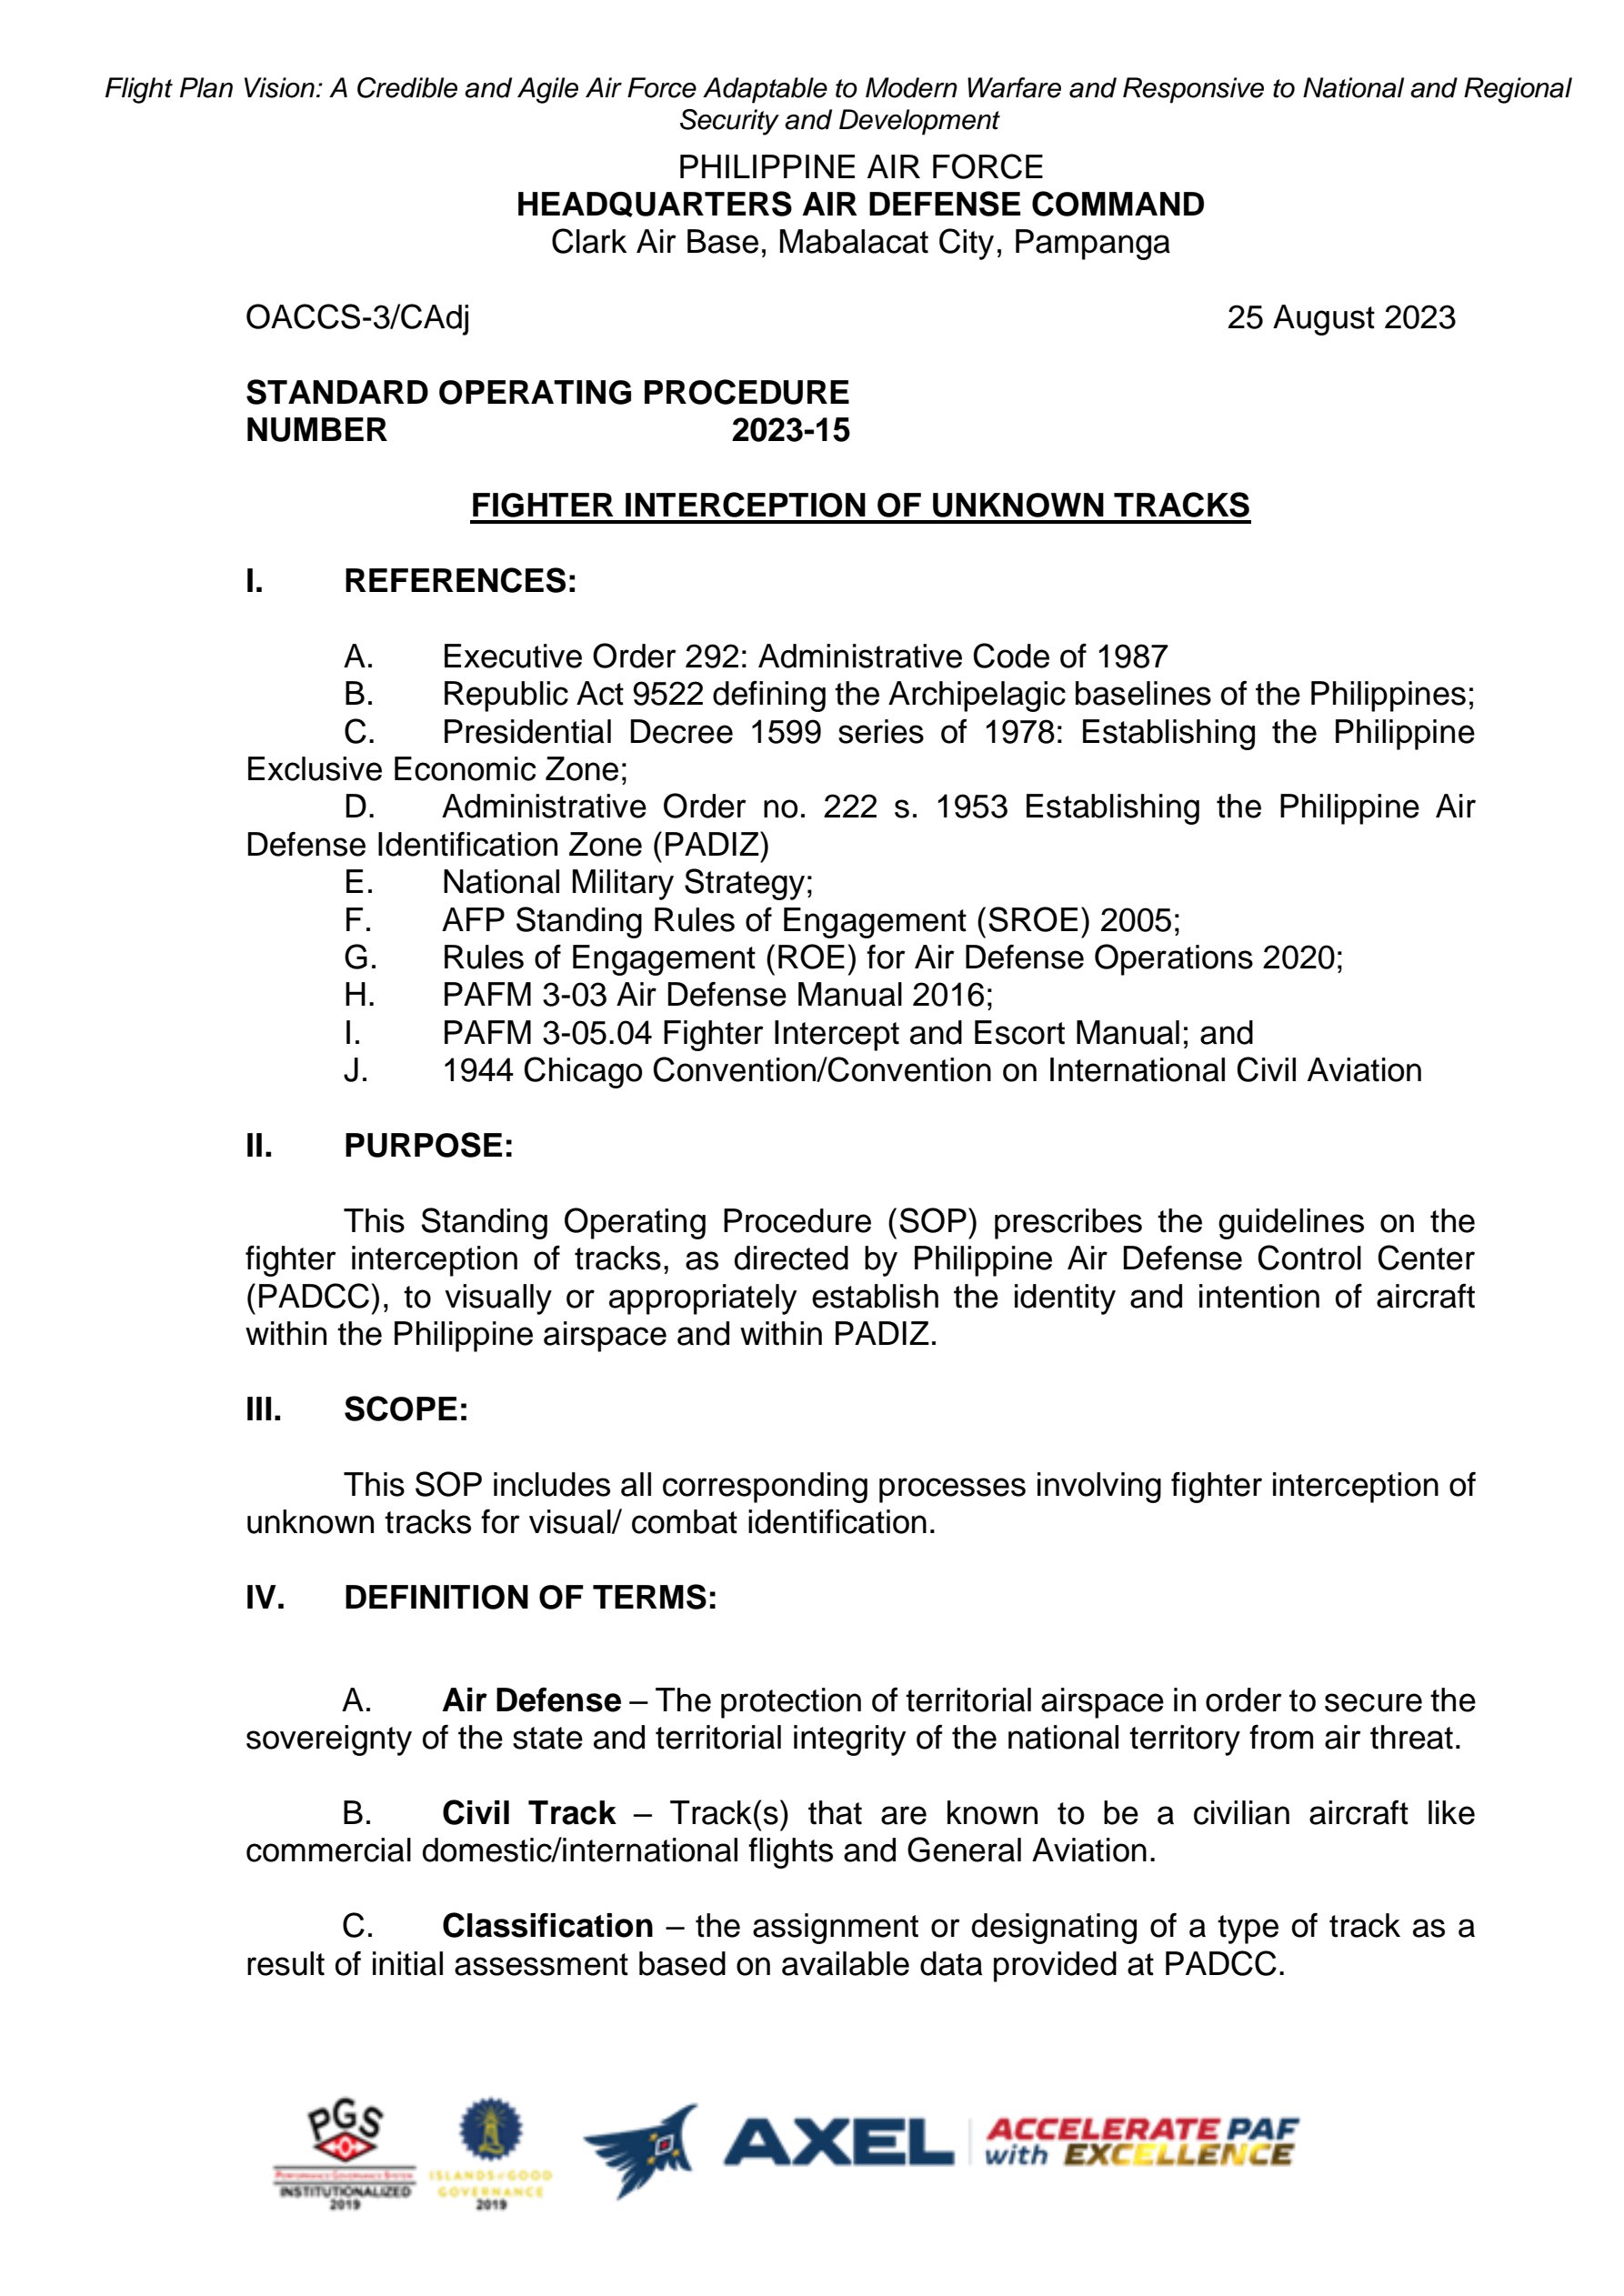 Flight Plan Vision: A Credible and Agile Air Force Adaptable to Modern Warfare and Responsive to National and Regional
Security and Development
PHILIPPINE AIR FORCE
HEADQUARTERS AIR DEFENSE COMMAND
Clark Air Base, Mabalacat City, Pampanga
OACCS-3/CAdj 25 August 2023
STANDARD OPERATING PROCEDURE
NUMBER 2023-15
FIGHTER INTERCEPTION OF UNKNOWN TRACKS
I. REFERENCES:
A. Executive Order 292: Administrative Code of 1987
B. Republic Act 9522 defining the Archipelagic baselines of the Philippines;
C. Presidential Decree 1599 series of 1978: Establishing the Philippine
Exclusive Economic Zone;
D. Administrative Order no. 222 s. 1953 Establishing the Philippine Air
Defense Identification Zone (PADIZ)
E. National Military Strategy;
F. AFP Standing Rules of Engagement (SROE) 2005;
G. Rules of Engagement (ROE) for Air Defense Operations 2020;
H. PAFM 3-03 Air Defense Manual 2016;
I. PAFM 3-05.04 Fighter Intercept and Escort Manual; and
J. 1944 Chicago Convention/Convention on International Civil Aviation
II. PURPOSE:
This Standing Operating Procedure (SOP) prescribes the guidelines on the
fighter interception of tracks, as directed by Philippine Air Defense Control Center
(PADCC), to visually or appropriately establish the identity and intention of aircraft
within the Philippine airspace and within PADIZ.
III. SCOPE:
This SOP includes all corresponding processes involving fighter interception of
unknown tracks for visual/ combat identification.
IV. DEFINITION OF TERMS:
A. Air Defense – The protection of territorial airspace in order to secure the
sovereignty of the state and territorial integrity of the national territory from air threat.
B. Civil Track – Track(s) that are known to be a civilian aircraft like
commercial domestic/international flights and General Aviation.
C. Classification – the assignment or designating of a type of track as a
result of initial assessment based on available data provided at PADCC.
PGS
PERFORMANCE GOVERNANCE SYSTEM
INSTITUTIONALIZED
2019
ISLANDS of GOOD
GOVERNANCE
2019
AXEL
ACCELERATE PAF
with EXCELLENCE